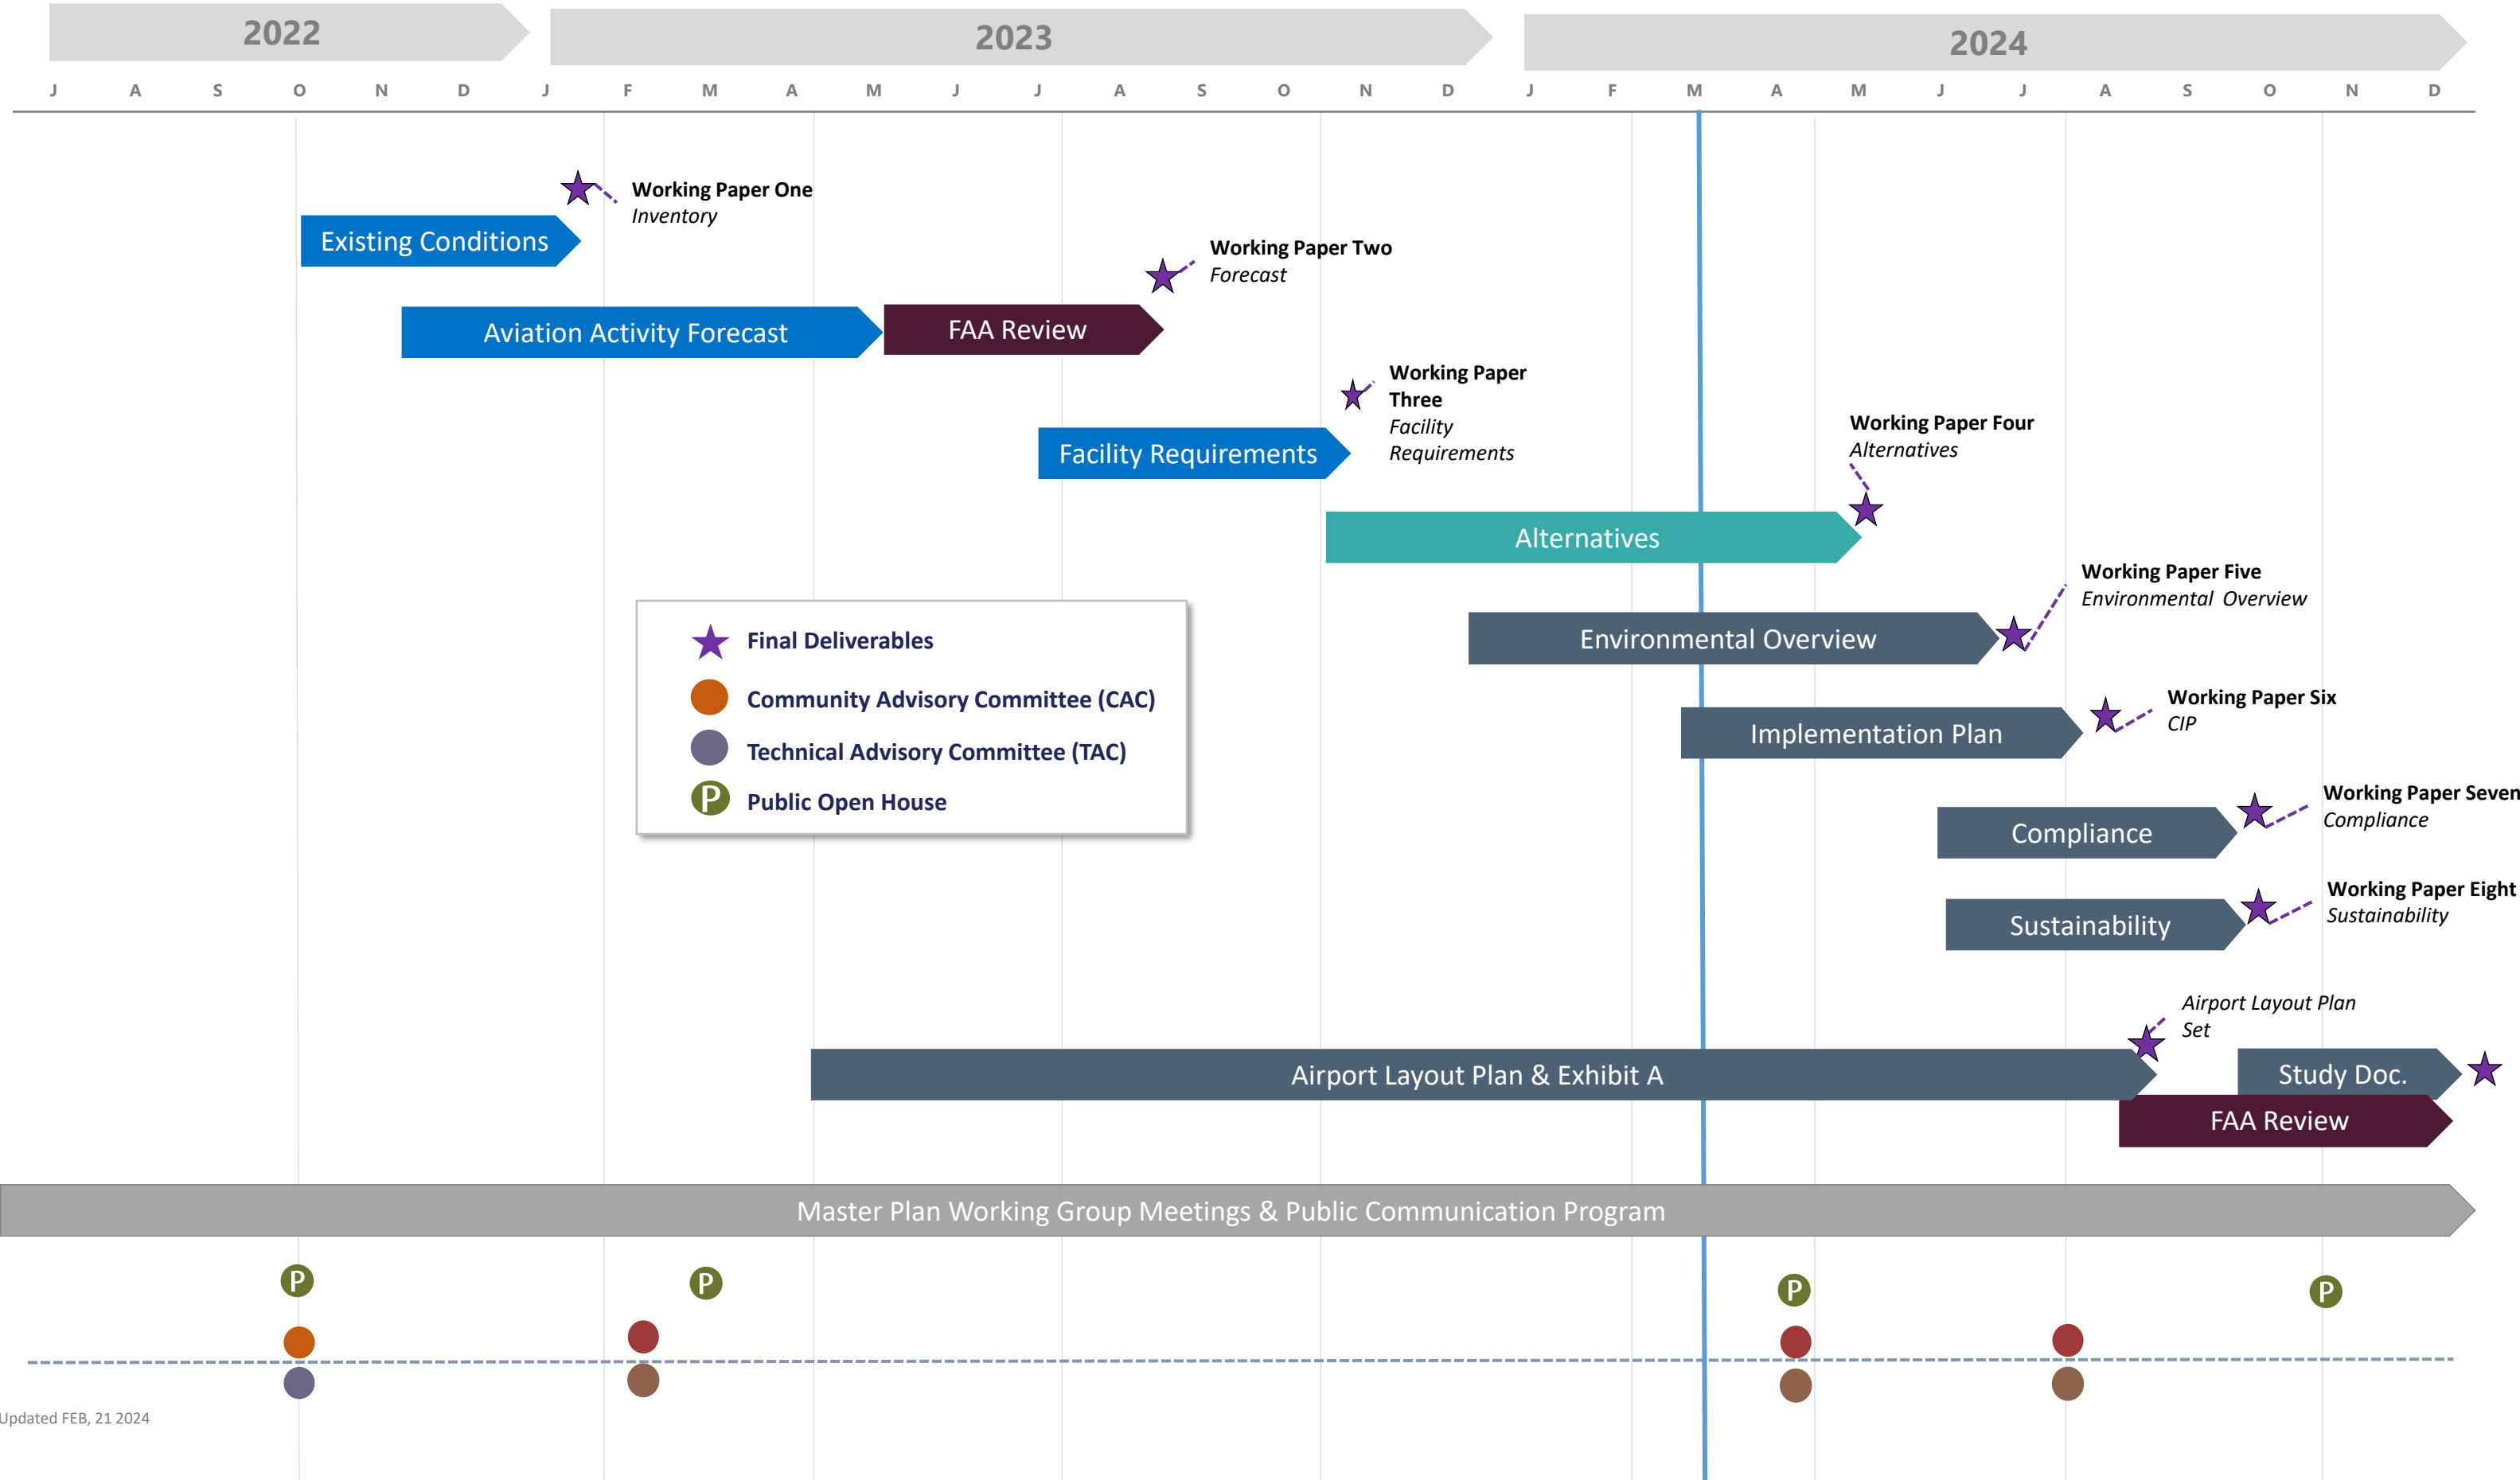 2022
2023
2024
J A S O N D J F M A M J J A S O N D J F M A M J J A S O N D
Working Paper One
Inventory
Existing Conditions
Working Paper Two
Forecast
Aviation Activity Forecast
FAA Review
Working Paper
Three
Facility
Requirements
Facility Requirements
Working Paper Four
Alternatives
Alternatives
Working Paper Five
Environmental Overview
Environmental Overview
Final Deliverables
Community Advisory Committee (CAC)
Technical Advisory Committee (TAC)
P Public Open House
Working Paper Six
CIP
Implementation Plan
Working Paper Seven
Compliance
Compliance
Working Paper Eight
Sustainability
Sustainability
Airport Layout Plan
Set
Airport Layout Plan & Exhibit A
Study Doc.
FAA Review
Master Plan Working Group Meetings & Public Communication Program
P P P P
Updated FEB, 21 2024